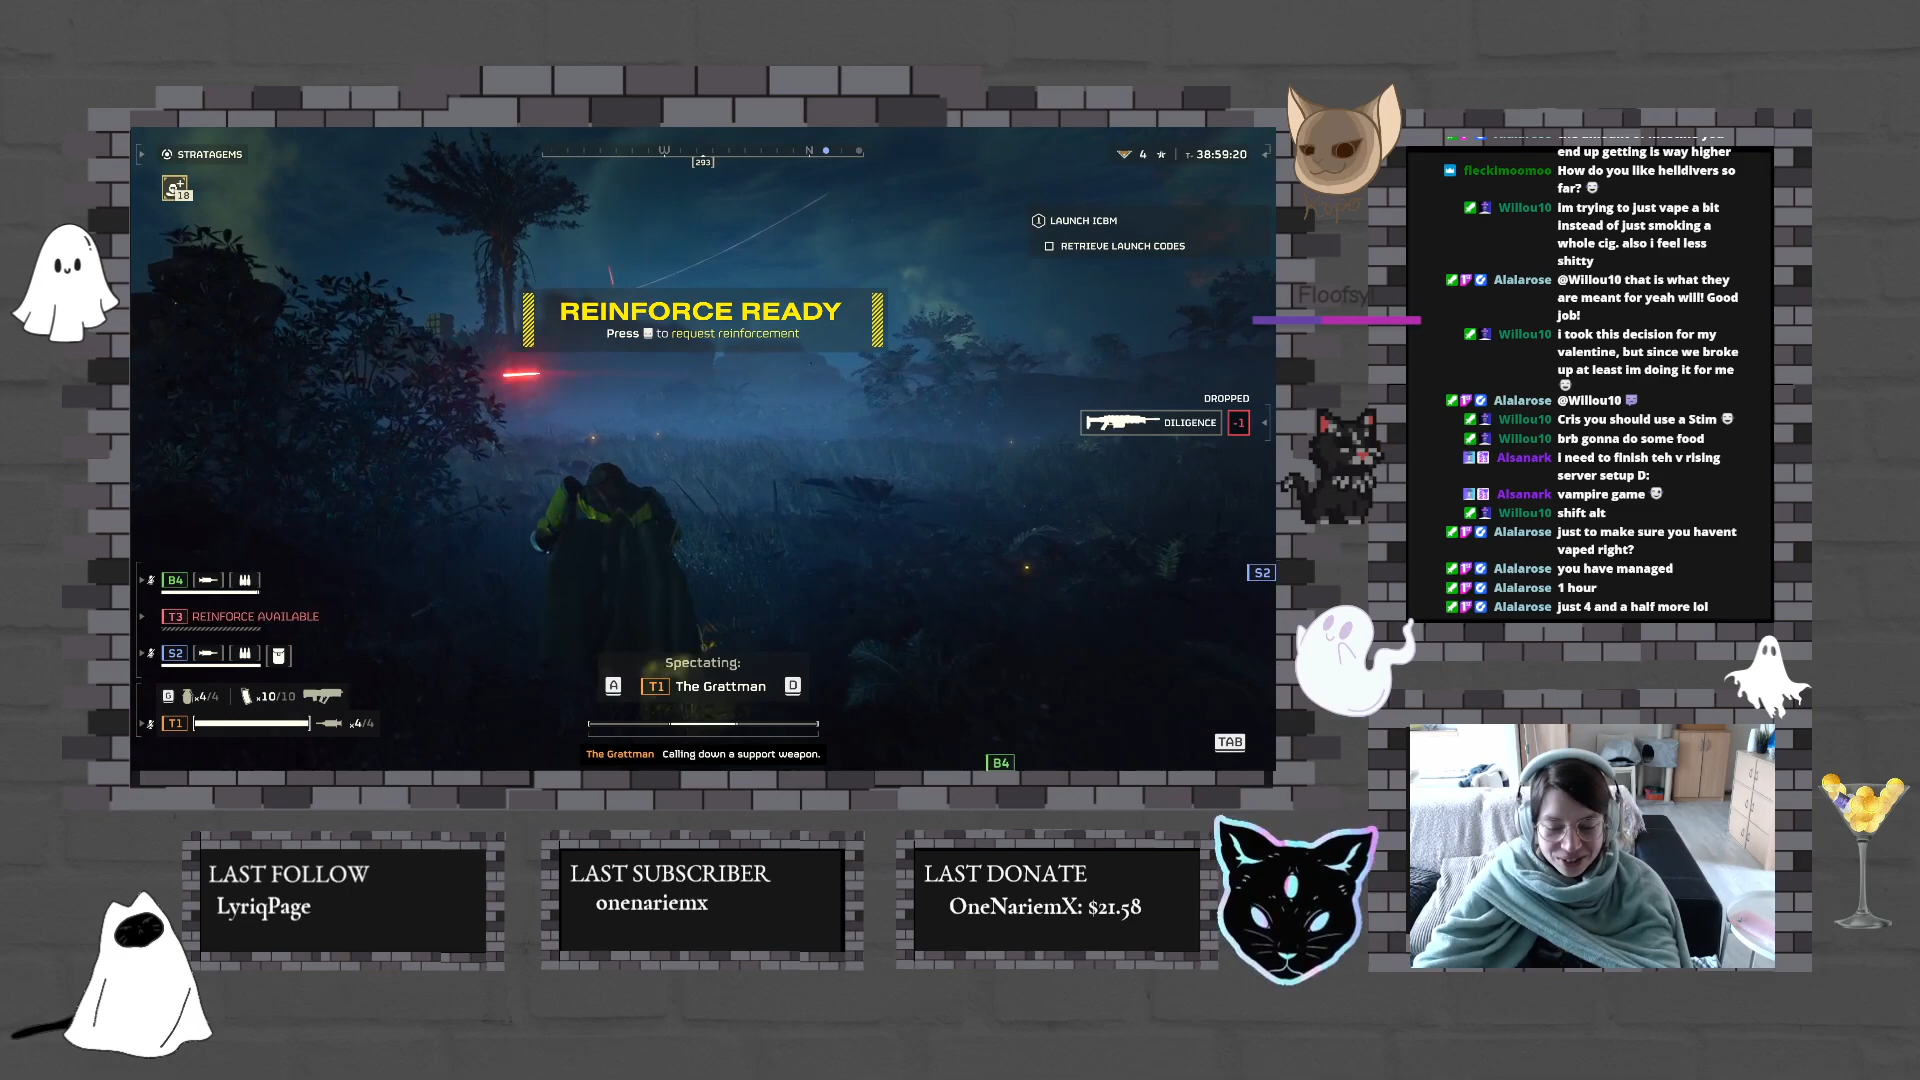 STRATAGEMS
18
W
N
293
4
T- 38:59:20
LAUNCH ICBM
RETRIEVE LAUNCH CODES
REINFORCE READY
Press to request reinforcement
DROPPED
DILIGENCE -1
S2
B4
T3 REINFORCE AVAILABLE
S2
G x4/4 x10/10
T1 x4/4
Spectating:
A T1 The Grattman D
The Grattman Calling down a support weapon.
TAB
B4
Kupo
Floofsy
end up getting is way higher
fleckimoomoo How do you like helldivers so
far?
Willou10 im trying to just vape a bit
instead of just smoking a
whole cig. also i feel less
shitty
Alalarose @Willou10 that is what they
are meant for yeah will! Good
job!
Willou10 i took this decision for my
valentine, but since we broke
up at least im doing it for me
Alalarose @Willou10
Willou10 Cris you should use a Stim
Willou10 brb gonna do some food
Alsanark i need to finish teh v rising
server setup D:
Alsanark vampire game
Willou10 shift alt
Alalarose just to make sure you havent
vaped right?
Alalarose you have managed
Alalarose 1 hour
Alalarose just 4 and a half more lol
LAST FOLLOW
LyriqPage
LAST SUBSCRIBER
onenariemx
LAST DONATE
OneNariemX: $21.58